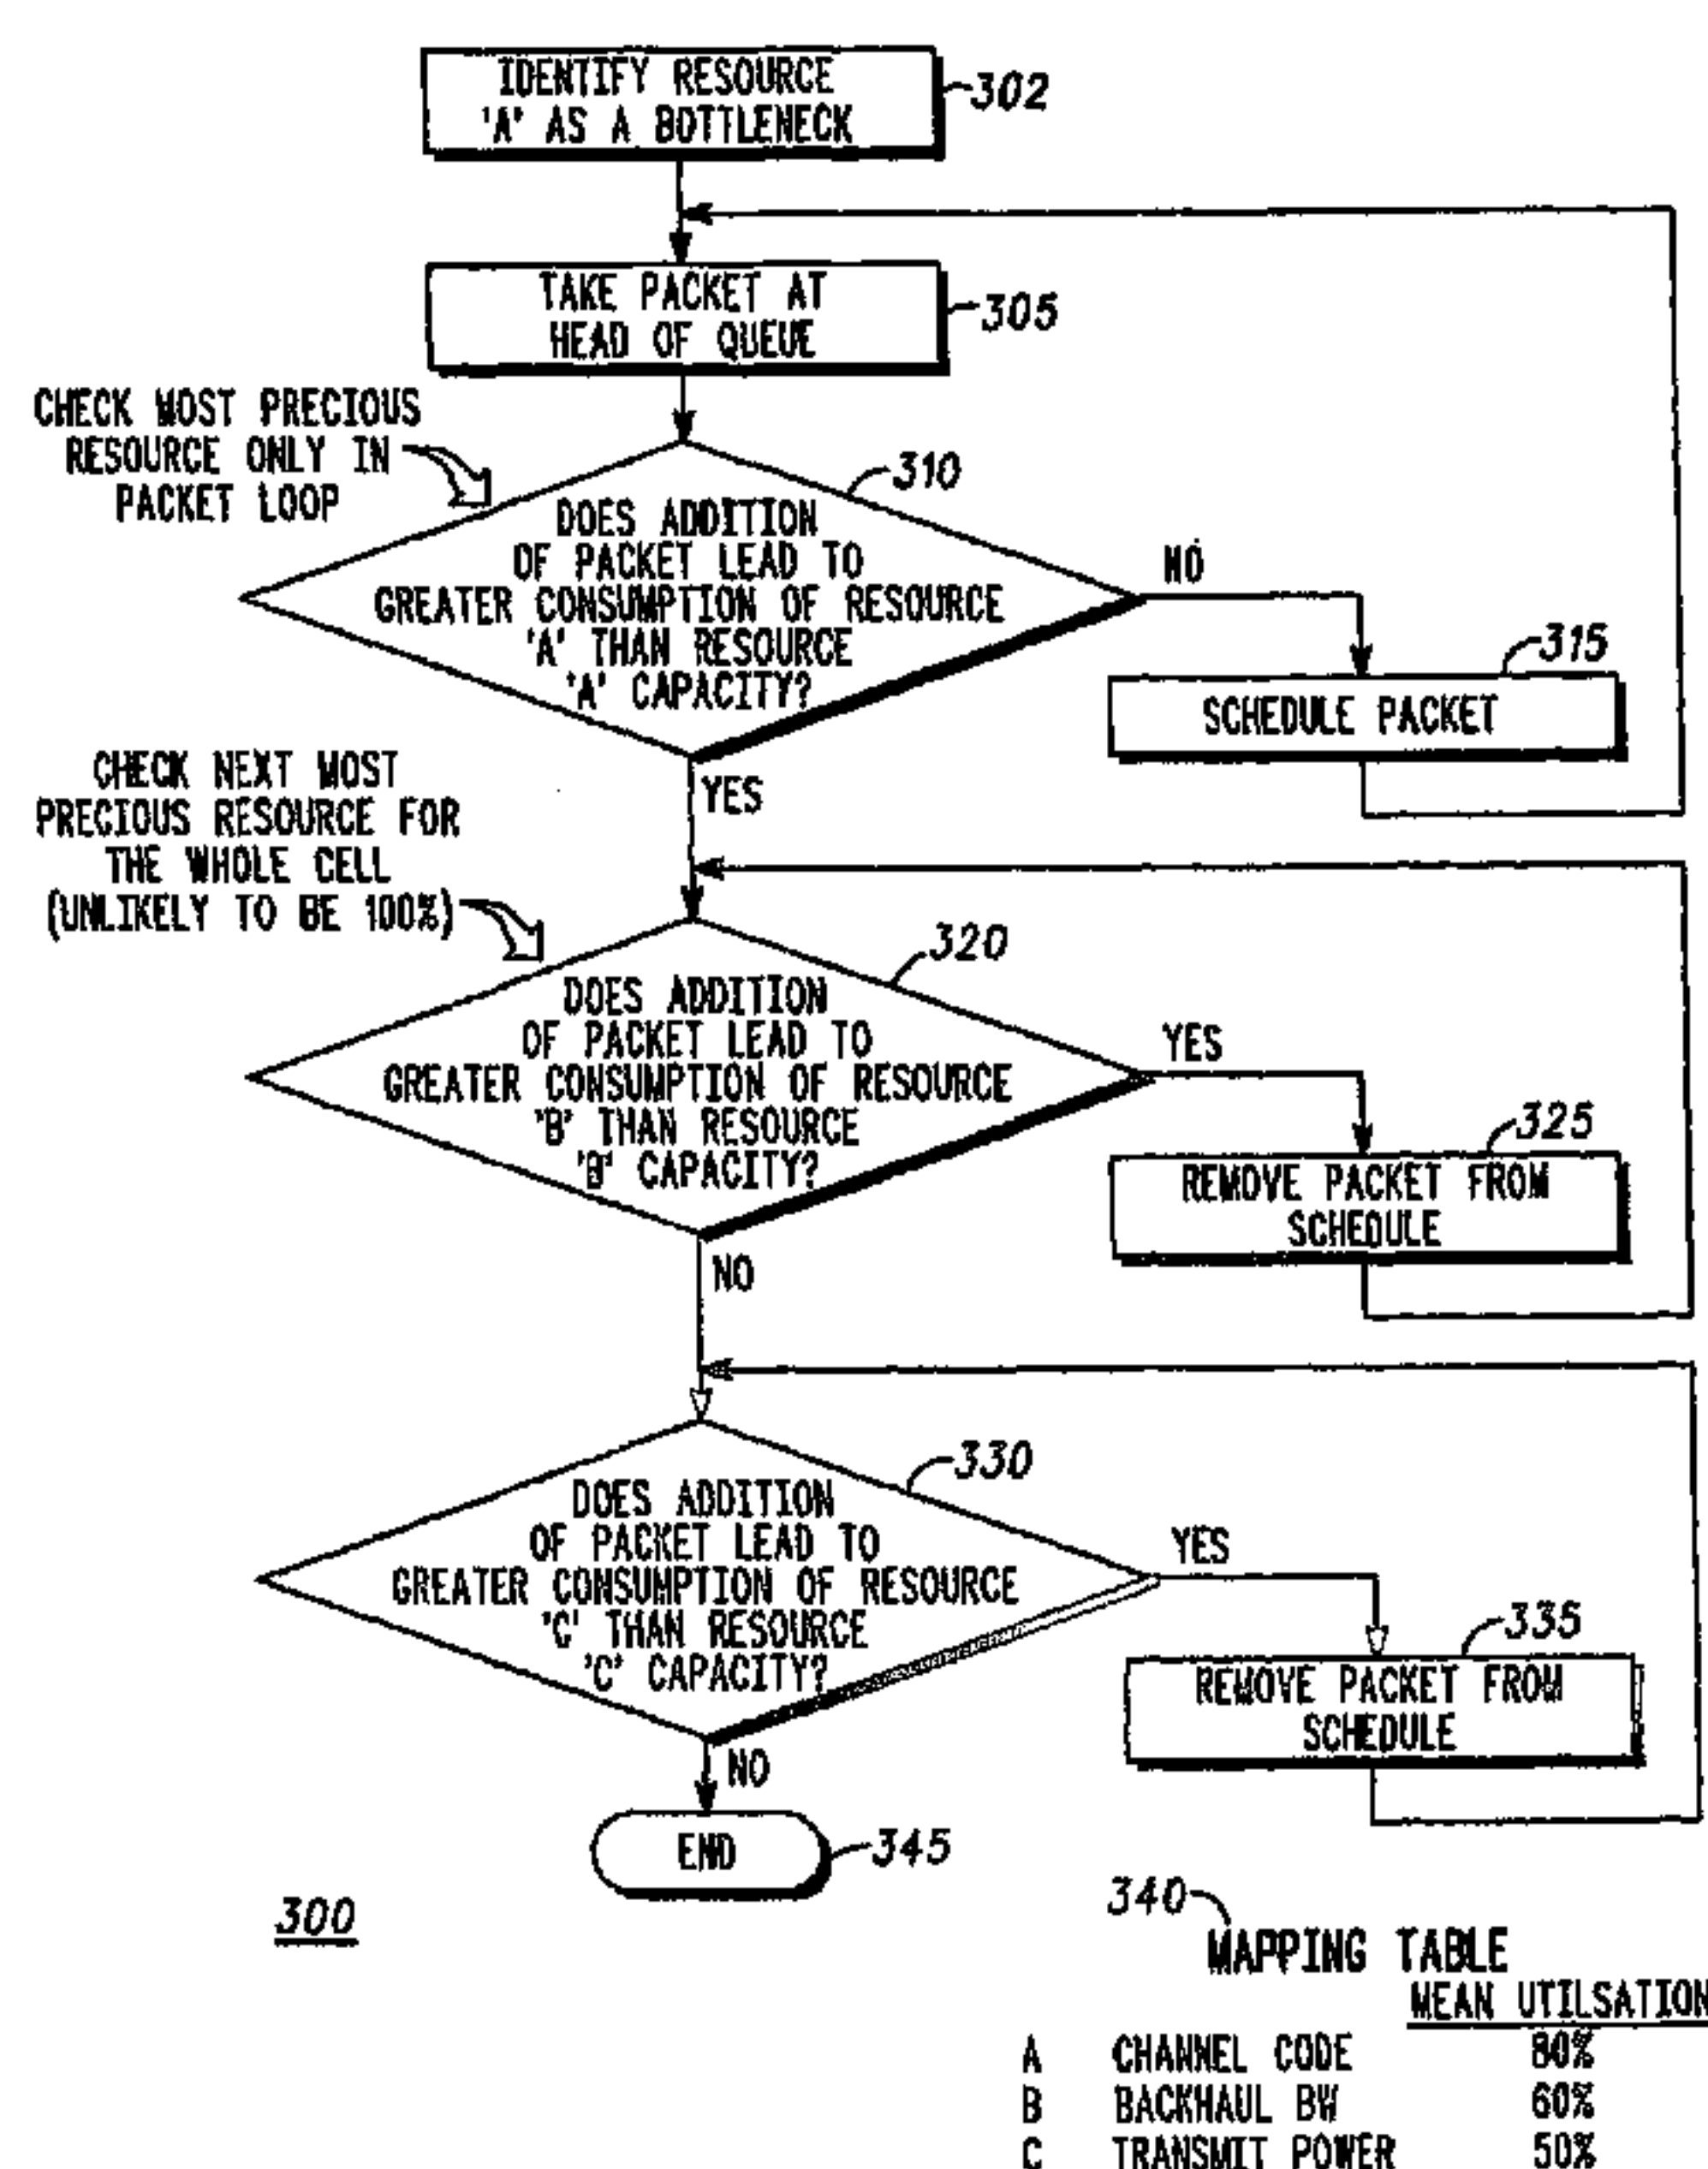 IDENTIFY RESOURCE
'A' AS A BOTTLENECK
302
TAKE PACKET AT
HEAD OF QUEUE
305
CHECK MOST PRECIOUS
RESOURCE ONLY IN
PACKET LOOP
310
DOES ADDITION
OF PACKET LEAD TO
GREATER CONSUMPTION OF RESOURCE
'A' THAN RESOURCE
'A' CAPACITY?
NO
315
SCHEDULE PACKET
YES
CHECK NEXT MOST
PRECIOUS RESOURCE FOR
THE WHOLE CELL
(UNLIKELY TO BE 100%)
320
DOES ADDITION
OF PACKET LEAD TO
GREATER CONSUMPTION OF RESOURCE
'B' THAN RESOURCE
'B' CAPACITY?
YES
325
REMOVE PACKET FROM
SCHEDULE
NO
330
DOES ADDITION
OF PACKET LEAD TO
GREATER CONSUMPTION OF RESOURCE
'C' THAN RESOURCE
'C' CAPACITY?
YES
335
REMOVE PACKET FROM
SCHEDULE
NO
END
345
300
340
MAPPING TABLE
MEAN UTILSATION
A CHANNEL CODE 80%
B BACKHAUL BW 60%
C TRANSMIT POWER 50%